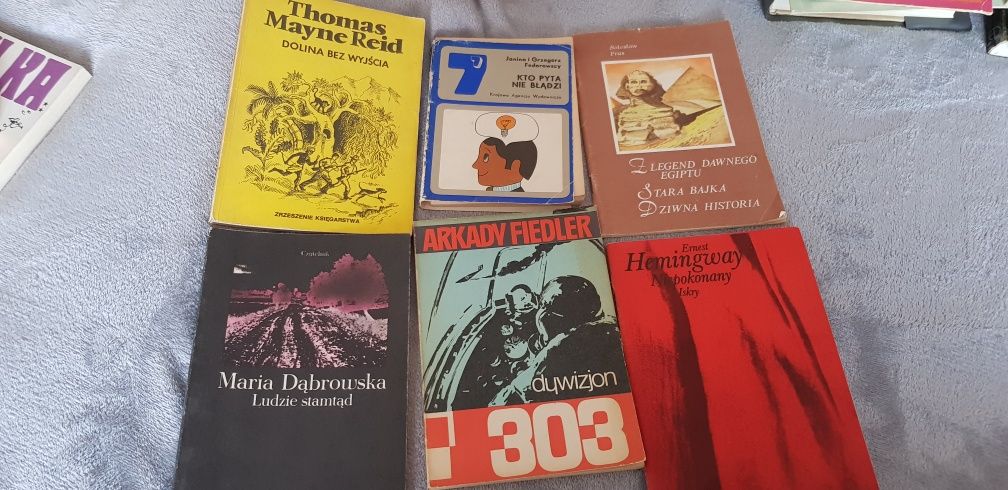 LKA
Thomas
Mayne Reid
DOLINA BEZ WYJŚCIA
ZRZESZENIE KSIĘGARSTWA
7
Janina i Grzegorz
Fedorowscy
KTO PYTA
NIE BŁĄDZI
Krajowa Agencja Wydawnicza
Bolesław
Prus
Z LEGEND DAWNEGO
EGIPTU
STARA BAJKA
DZIWNA HISTORIA
Czytelnik
Maria Dąbrowska
Ludzie stamtąd
ARKADY FIEDLER
dywizjon
303
Ernest
Hemingway
Niepokonany
Iskry